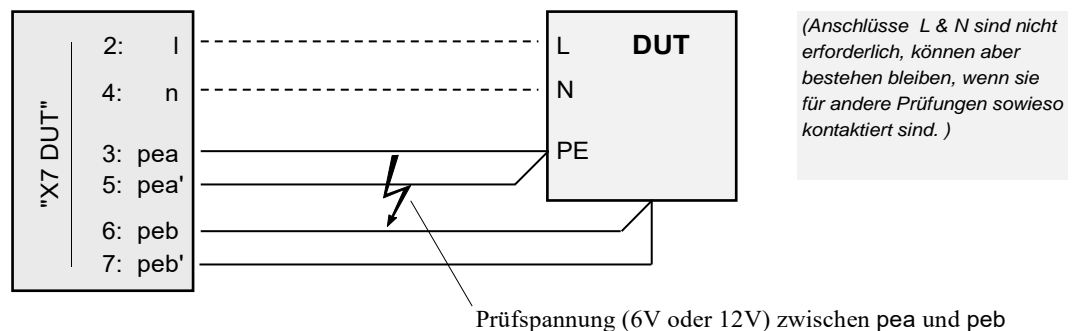 "X7 DUT"
2: l
4: n
3: pea
5: pea'
6: peb
7: peb'
L DUT
N
PE
(Anschlüsse L & N sind nicht
erforderlich, können aber
bestehen bleiben, wenn sie
für andere Prüfungen sowieso
kontaktiert sind. )
Prüfspannung (6V oder 12V) zwischen pea und peb